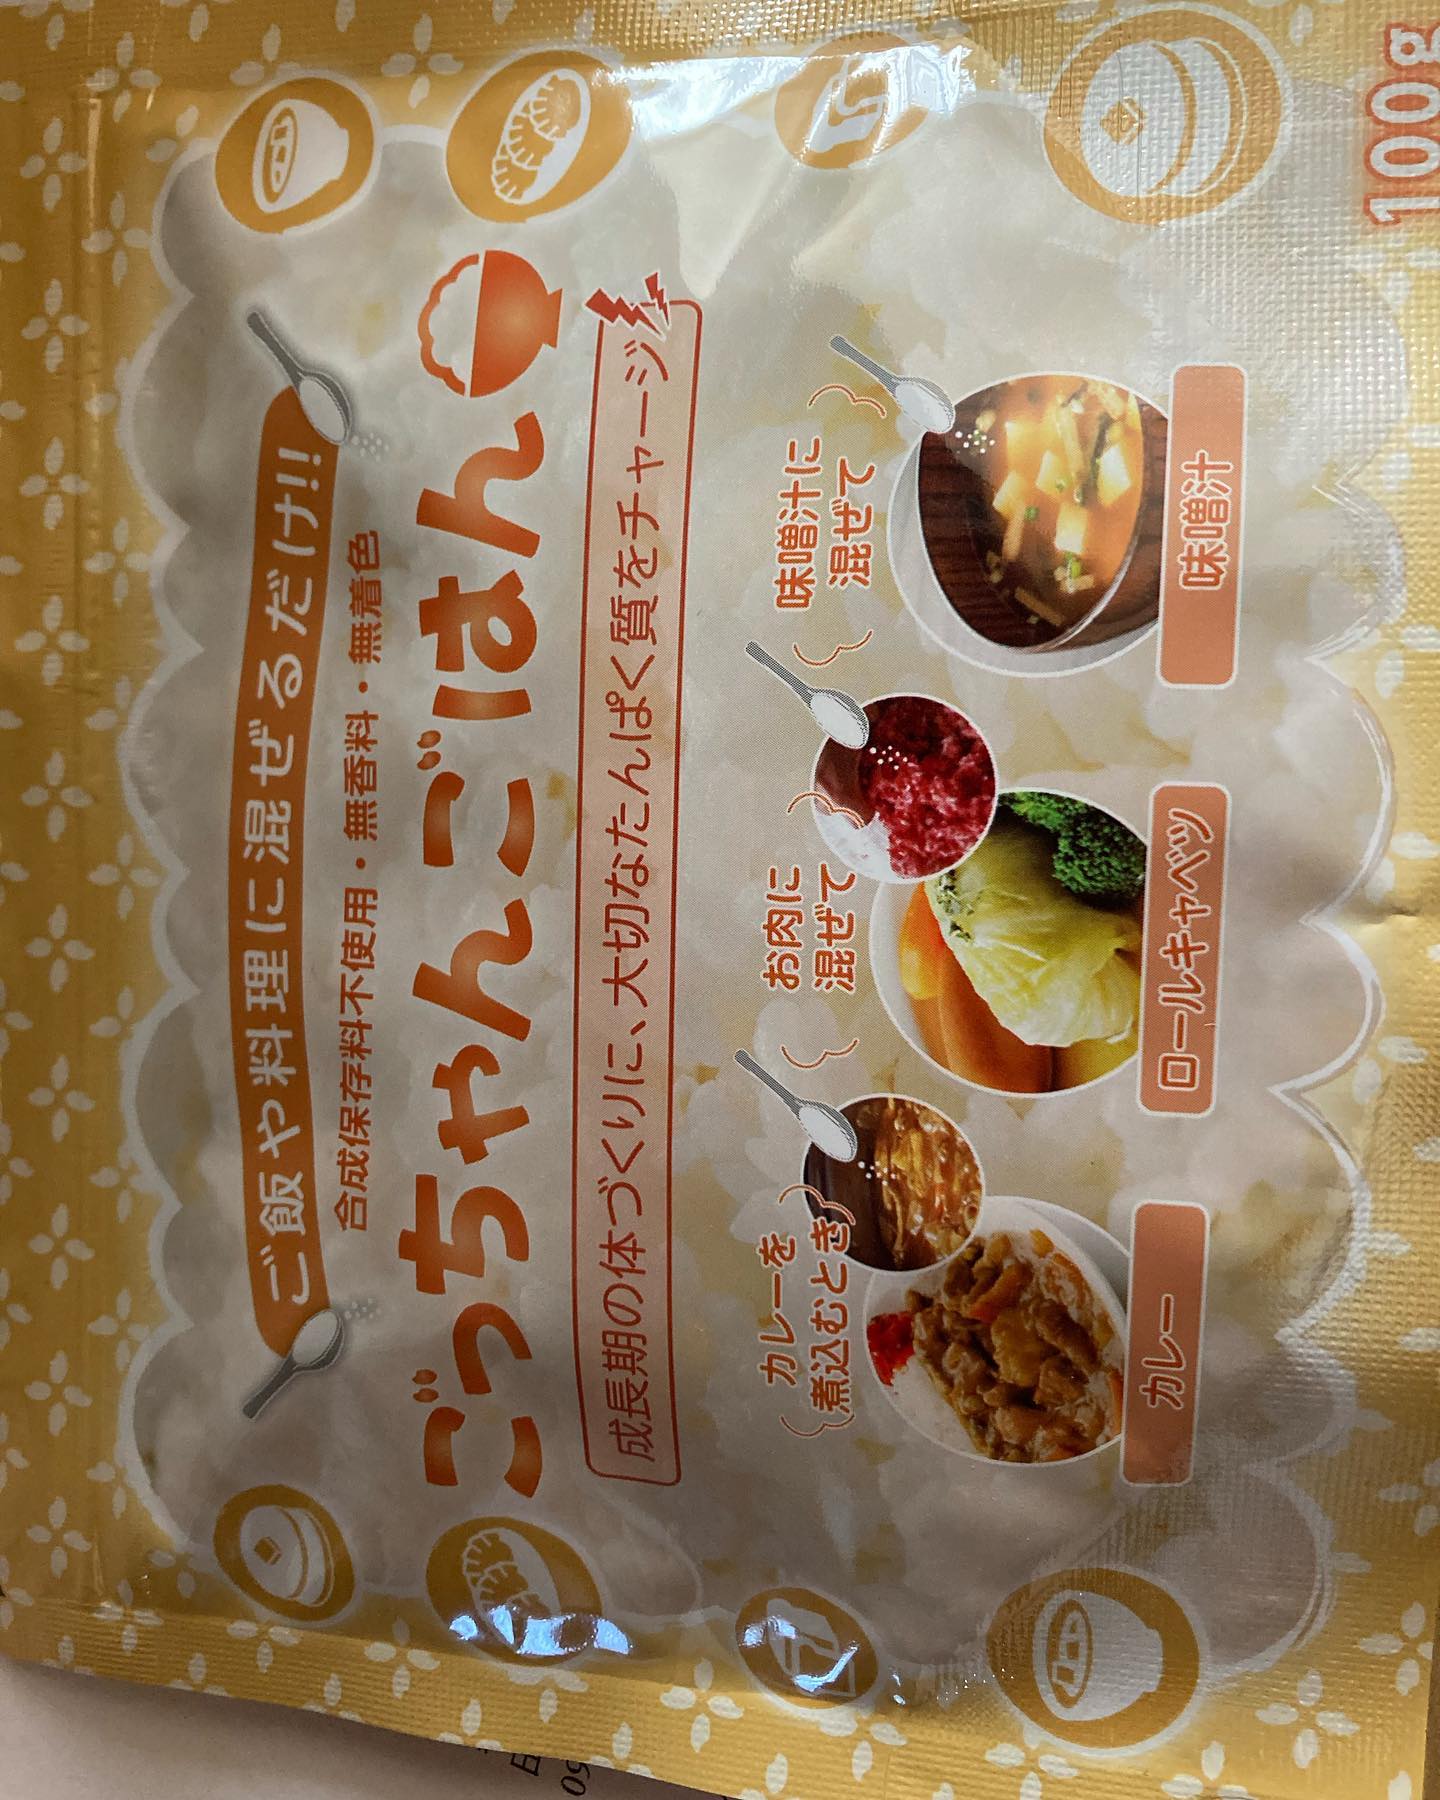 ご飯や料理に混ぜるだけ!!
合成保存料不使用・無香料・無着色
ごっちゃんごはん
成長期の体づくりに、大切なたんぱく質をチャージ
カレーを
煮込むとき
お肉に
混ぜて
味噌汁に
混ぜて
カレー
ロールキャベツ
味噌汁
100g